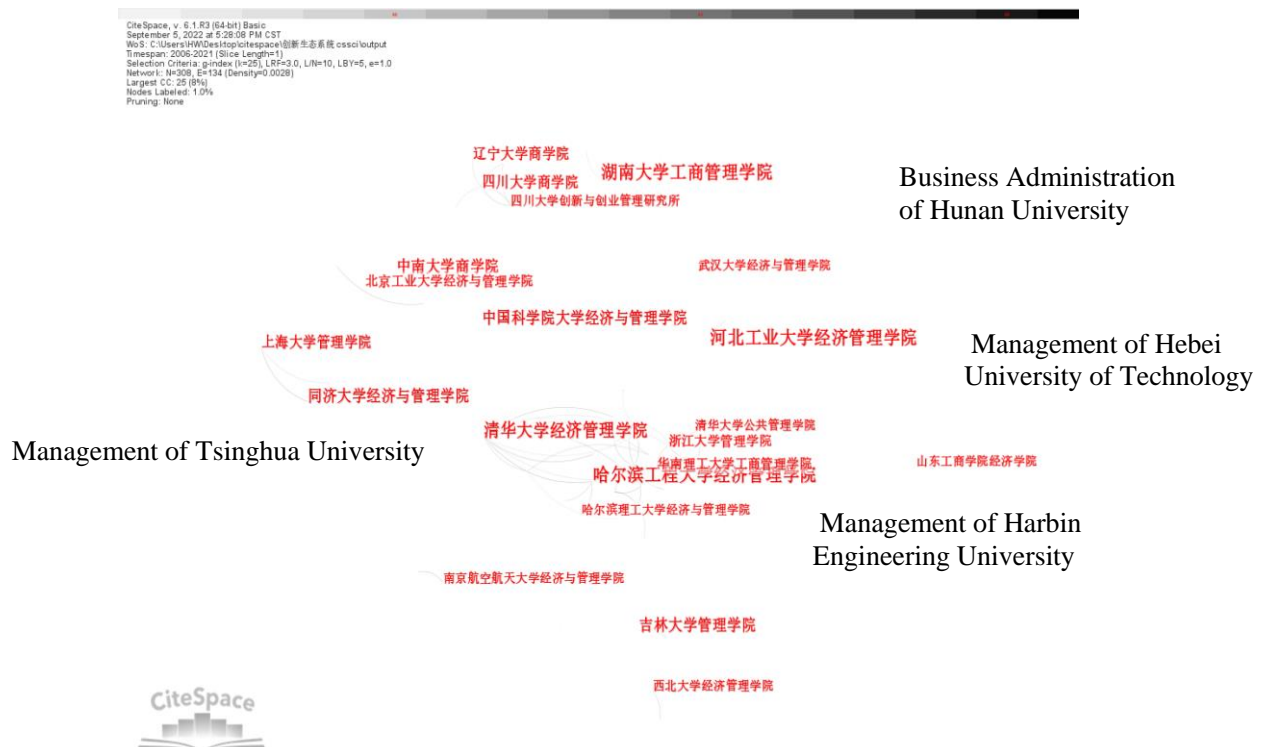 CiteSpace, v. 6.1.R3 (64-bit) Basic
September 5, 2022 at 5:28:08 PM CST
WoS: C:\Users\HW\Desktop\citespace\创新生态系统 cssci\output
Timespan: 2006-2021 (Slice Length=1)
Selection Criteria: g-index (k=25), LRF=3.0, L/N=10, LBY=5, e=1.0
Network: N=308, E=134 (Density=0.0028)
Largest CC: 25 (8%)
Nodes Labeled: 1.0%
Pruning: None
辽宁大学商学院
湖南大学工商管理学院
四川大学商学院
四川大学创新与创业管理研究所
Business Administration
of Hunan University
中南大学商学院
武汉大学经济与管理学院
北京工业大学经济与管理学院
中国科学院大学经济与管理学院
河北工业大学经济管理学院
上海大学管理学院
Management of Hebei
University of Technology
同济大学经济与管理学院
清华大学经济管理学院
清华大学公共管理学院
浙江大学管理学院
Management of Tsinghua University
华南理工大学工商管理学院
山东工商学院经济学院
哈尔滨工程大学经济管理学院
哈尔滨理工大学经济与管理学院
Management of Harbin
Engineering University
南京航空航天大学经济与管理学院
吉林大学管理学院
西北大学经济管理学院
CiteSpace